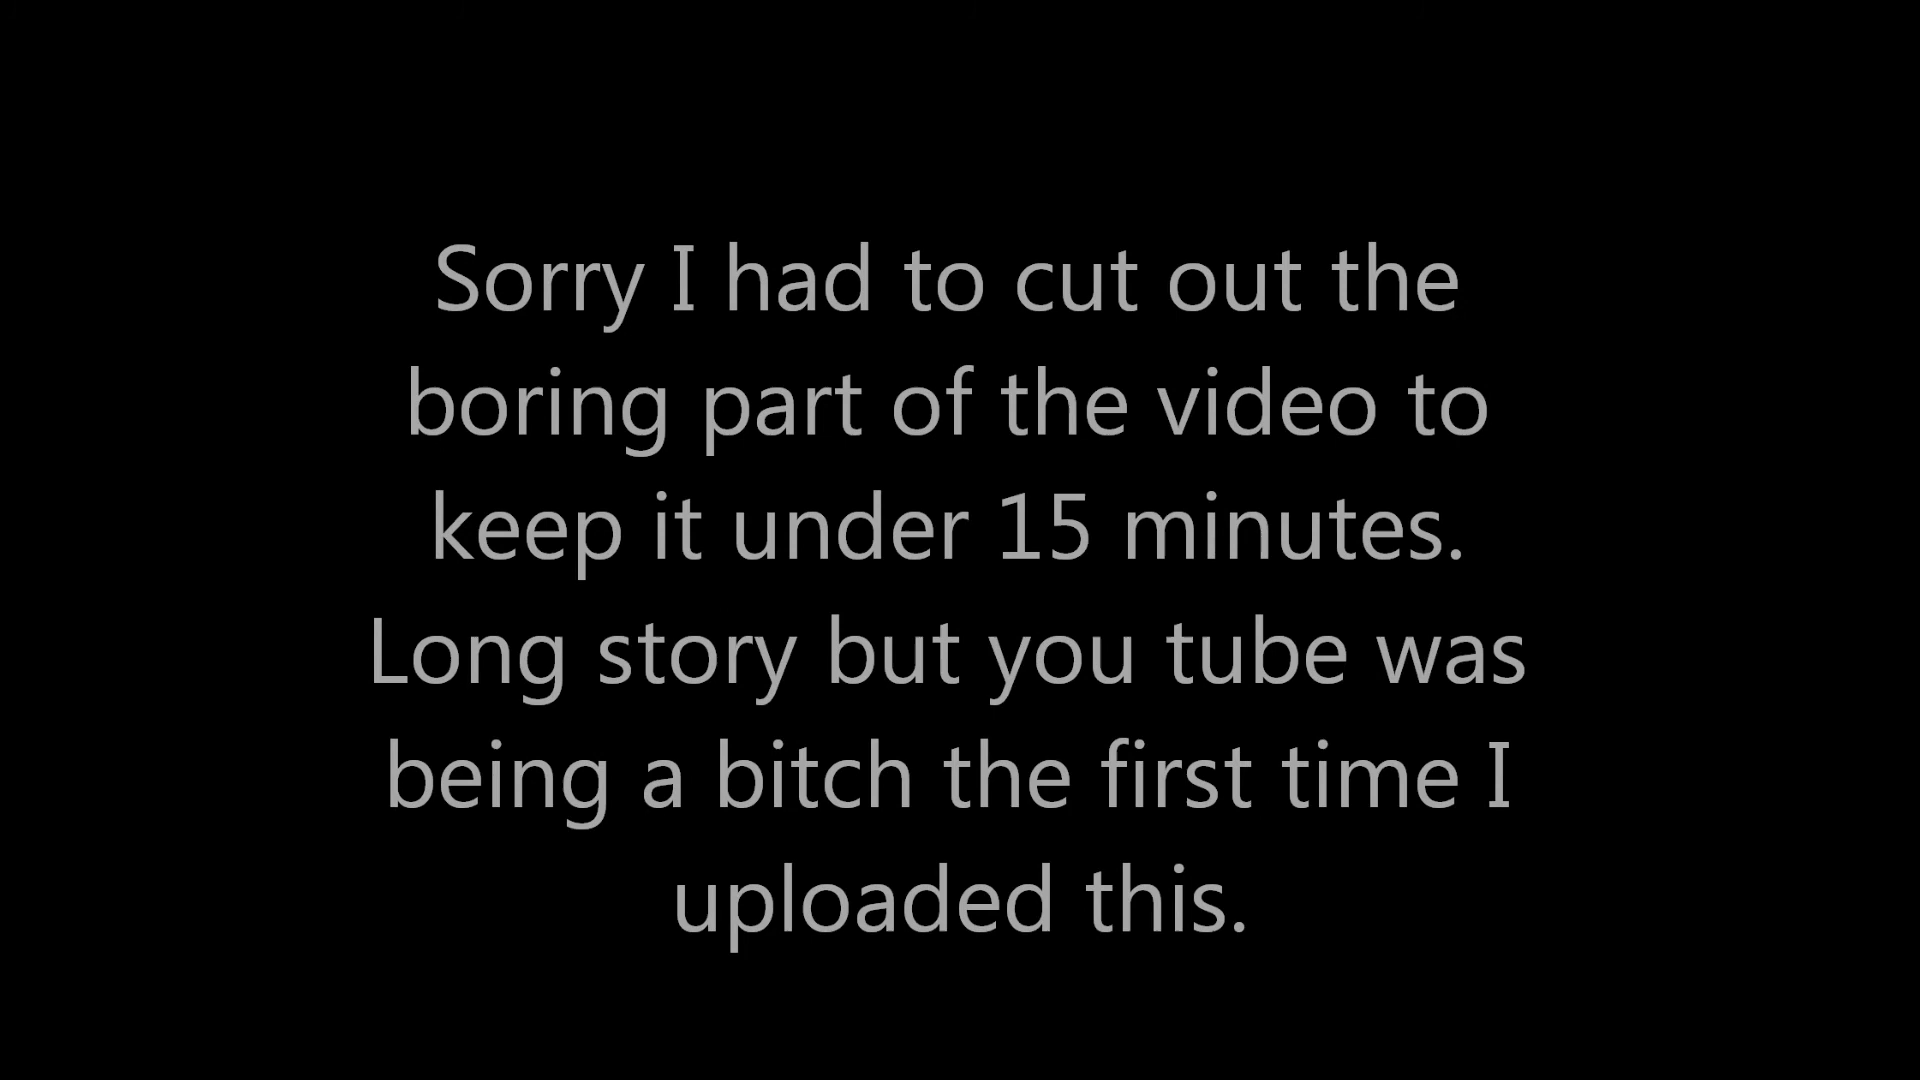 Sorry I had to cut out the
boring part of the video to
keep it under 15 minutes.
Long story but you tube was
being a bitch the first time I
uploaded this.